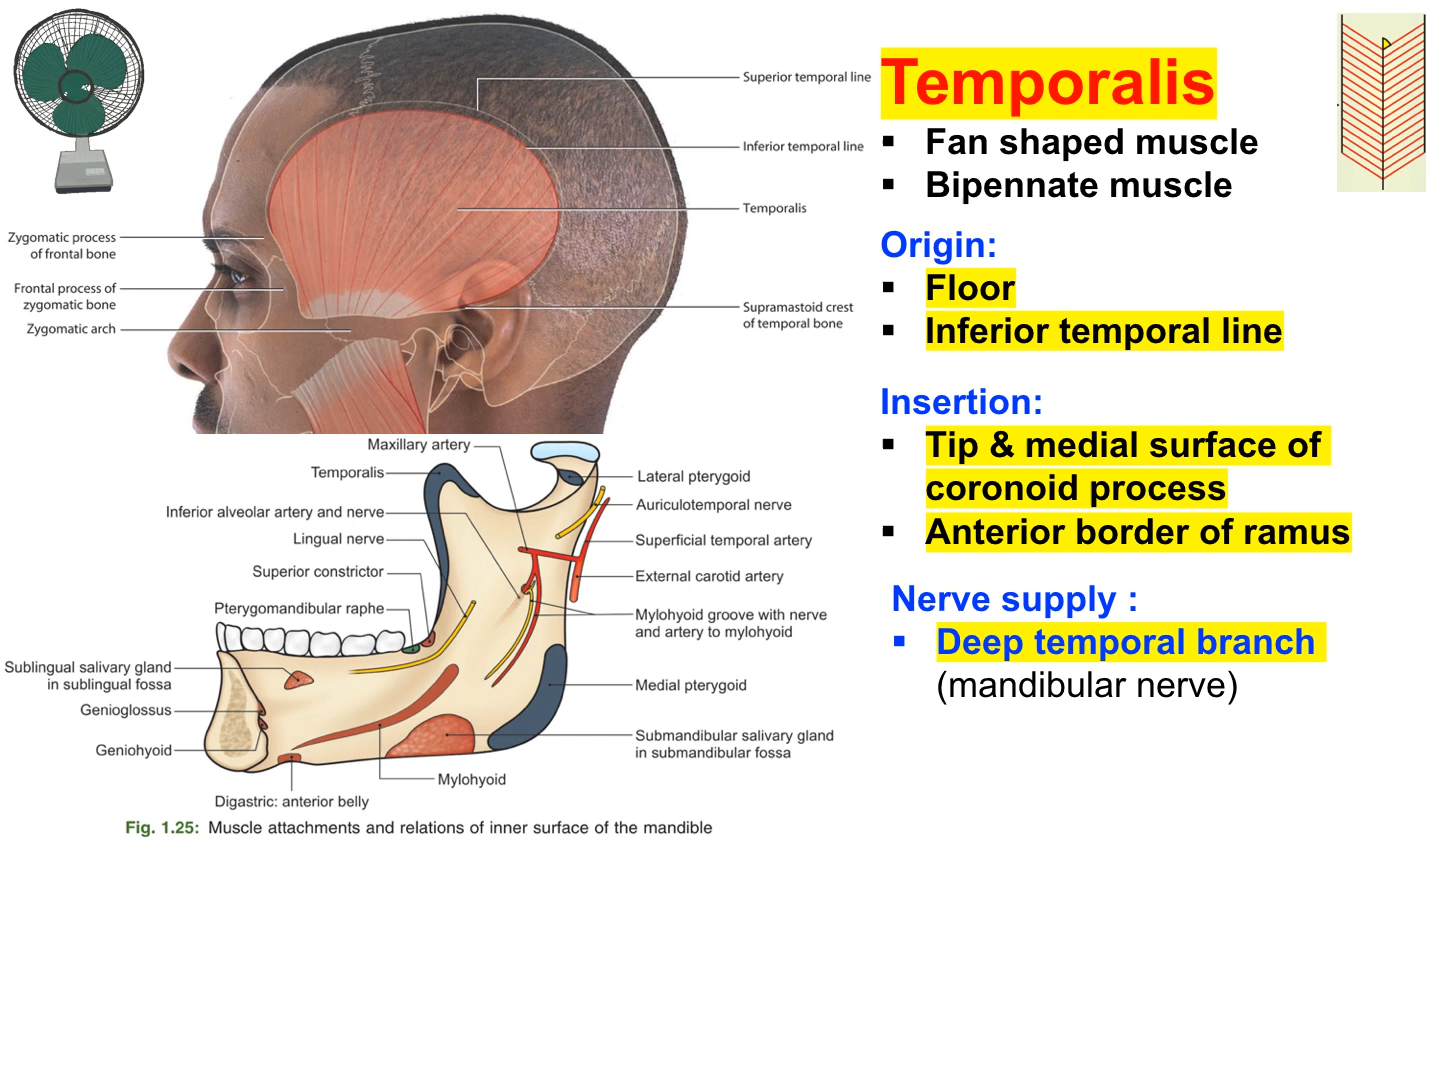 Superior temporal line
Inferior temporal line
Temporalis
Zygomatic process
of frontal bone
Frontal process of
zygomatic bone
Zygomatic arch
Supramastoid crest
of temporal bone
Maxillary artery
Temporalis
Inferior alveolar artery and nerve
Lingual nerve
Superior constrictor
Pterygomandibular raphe
Sublingual salivary gland
in sublingual fossa
Genioglossus
Geniohyoid
Digastric: anterior belly
Mylohyoid
Lateral pterygoid
Auriculotemporal nerve
Superficial temporal artery
External carotid artery
Mylohyoid groove with nerve
and artery to mylohyoid
Medial pterygoid
Submandibular salivary gland
in submandibular fossa
Fig. 1.25: Muscle attachments and relations of inner surface of the mandible
Temporalis
▪ Fan shaped muscle
▪ Bipennate muscle
Origin:
▪ Floor
▪ Inferior temporal line
Insertion:
▪ Tip & medial surface of
coronoid process
▪ Anterior border of ramus
Nerve supply :
▪ Deep temporal branch
(mandibular nerve)